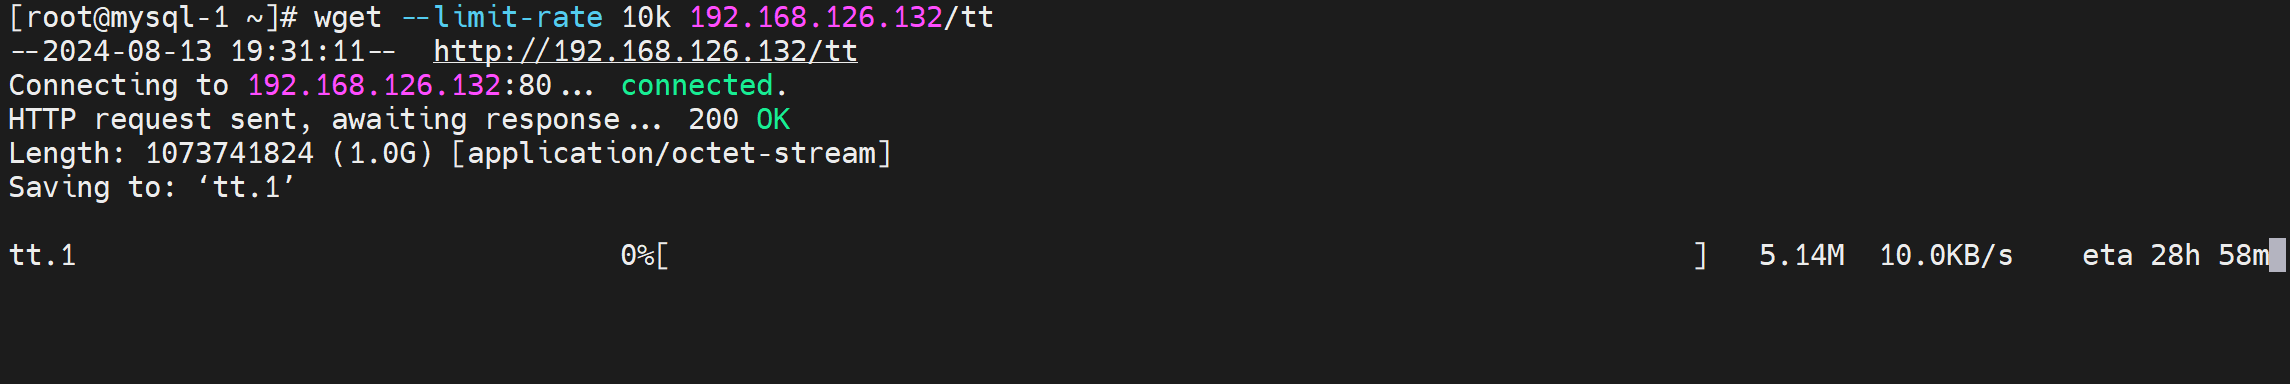 [root@mysql-1 ~]# wget --limit-rate 10k 192.168.126.132/tt
--2024-08-13 19:31:11--  http://192.168.126.132/tt
Connecting to 192.168.126.132:80... connected.
HTTP request sent, awaiting response... 200 OK
Length: 1073741824 (1.0G) [application/octet-stream]
Saving to: ‘tt.1’
tt.1 0%[ ] 5.14M 10.0KB/s eta 28h 58m